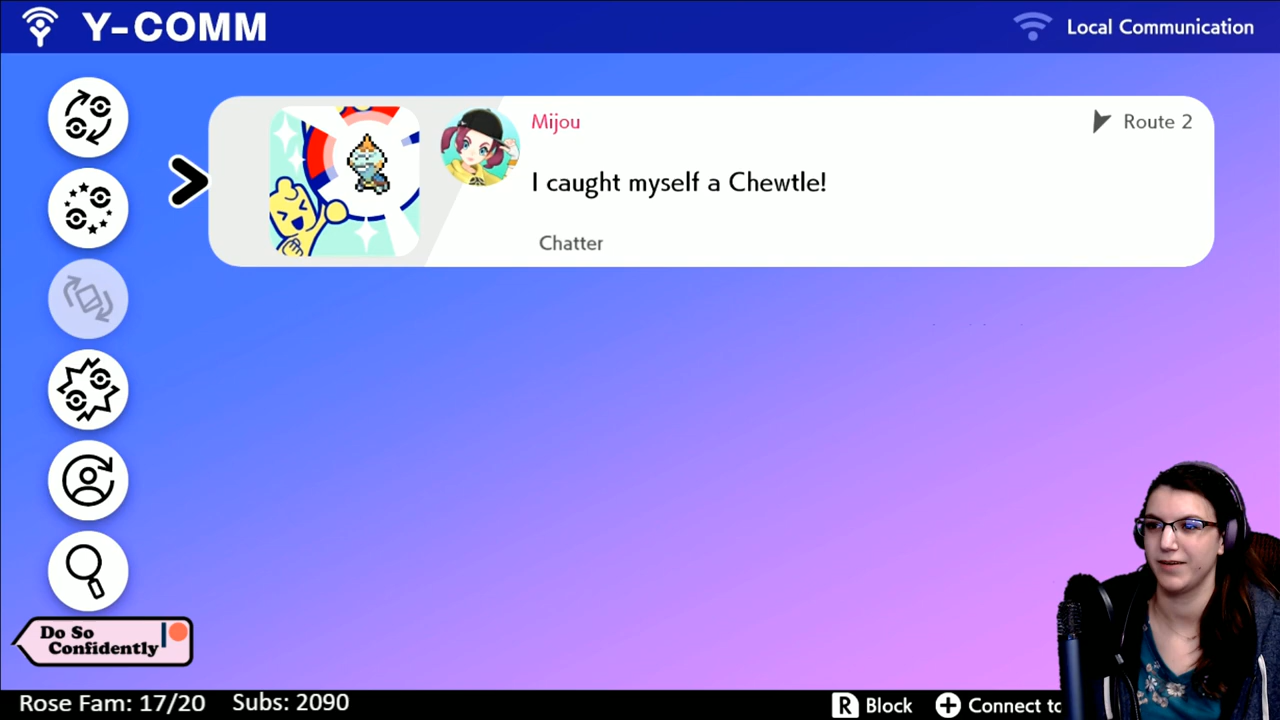 Y-COMM
Local Communication
Mijou
Route 2
I caught myself a Chewtle!
Chatter
Do So
Confidently
Rose Fam: 17/20 Subs: 2090
R Block
Connect to